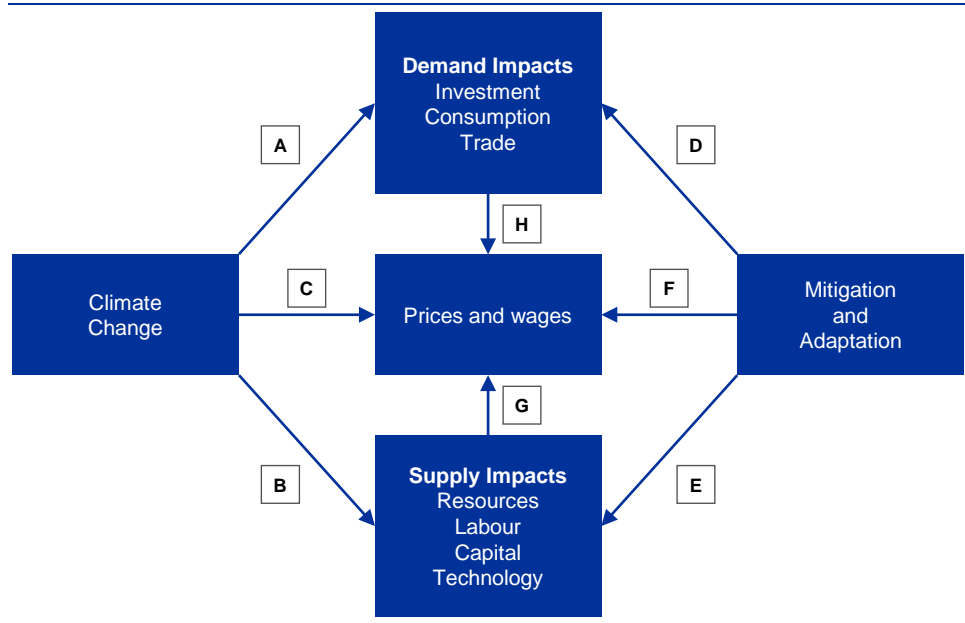 Demand Impacts
Investment
Consumption
Trade
A
D
H
Climate
Change
C
Prices and wages
F
Mitigation
and
Adaptation
G
B
Supply Impacts
Resources
Labour
Capital
Technology
E